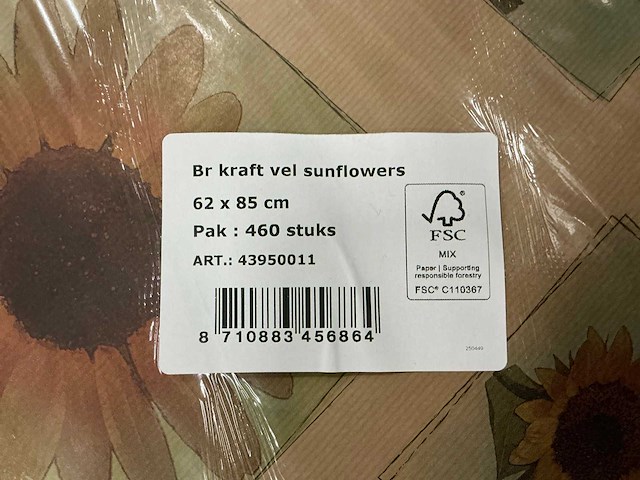 Br kraft vel sunflowers
62 x 85 cm
Pak : 460 stuks
ART.: 43950011
FSC
MIX
Paper | Supporting
responsible forestry
FSC® C110367
8 710883 456864